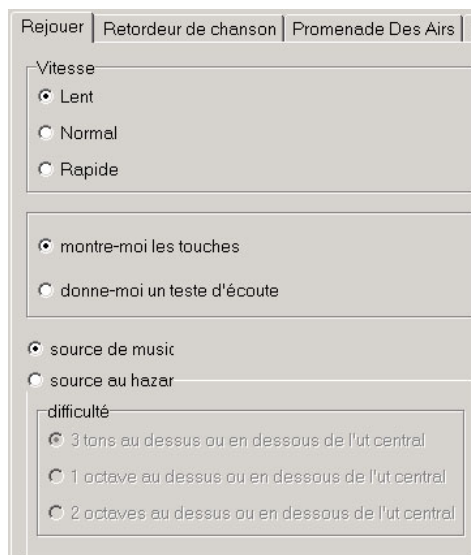 Rejouer Retordeur de chanson Promenade Des Airs
Vitesse
Lent
Normal
Rapide
montre-moi les touches
donne-moi un teste d'écoute
source de music
source au hazar
difficulté
3 tons au dessus ou en dessous de l'ut central
1 octave au dessus ou en dessous de l'ut central
2 octaves au dessus ou en dessous de l'ut central